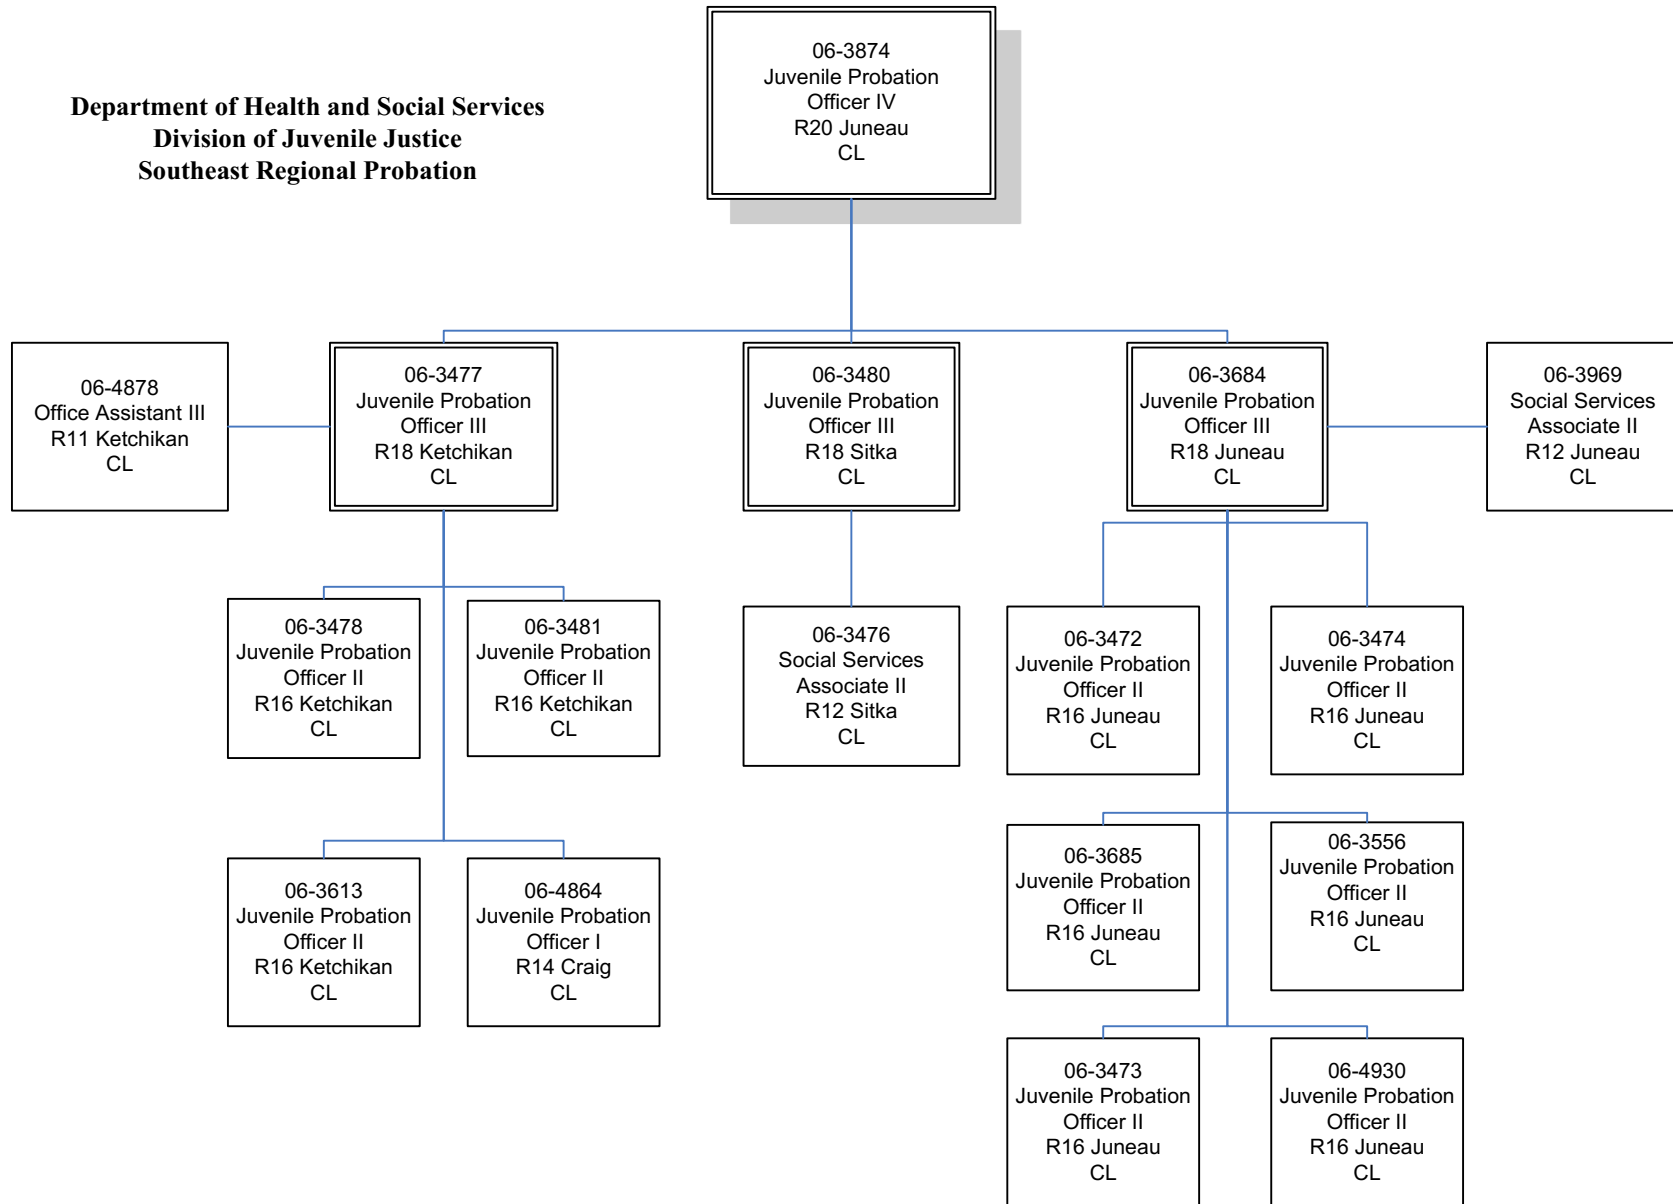 Department of Health and Social Services
Division of Juvenile Justice
Southeast Regional Probation
06-3874
Juvenile Probation
Officer IV
R20 Juneau
CL
06-4878
Office Assistant III
R11 Ketchikan
CL
06-3477
Juvenile Probation
Officer III
R18 Ketchikan
CL
06-3480
Juvenile Probation
Officer III
R18 Sitka
CL
06-3684
Juvenile Probation
Officer III
R18 Juneau
CL
06-3969
Social Services
Associate II
R12 Juneau
CL
06-3478
Juvenile Probation
Officer II
R16 Ketchikan
CL
06-3481
Juvenile Probation
Officer II
R16 Ketchikan
CL
06-3476
Social Services
Associate II
R12 Sitka
CL
06-3472
Juvenile Probation
Officer II
R16 Juneau
CL
06-3474
Juvenile Probation
Officer II
R16 Juneau
CL
06-3613
Juvenile Probation
Officer II
R16 Ketchikan
CL
06-4864
Juvenile Probation
Officer I
R14 Craig
CL
06-3685
Juvenile Probation
Officer II
R16 Juneau
CL
06-3556
Juvenile Probation
Officer II
R16 Juneau
CL
06-3473
Juvenile Probation
Officer II
R16 Juneau
CL
06-4930
Juvenile Probation
Officer II
R16 Juneau
CL